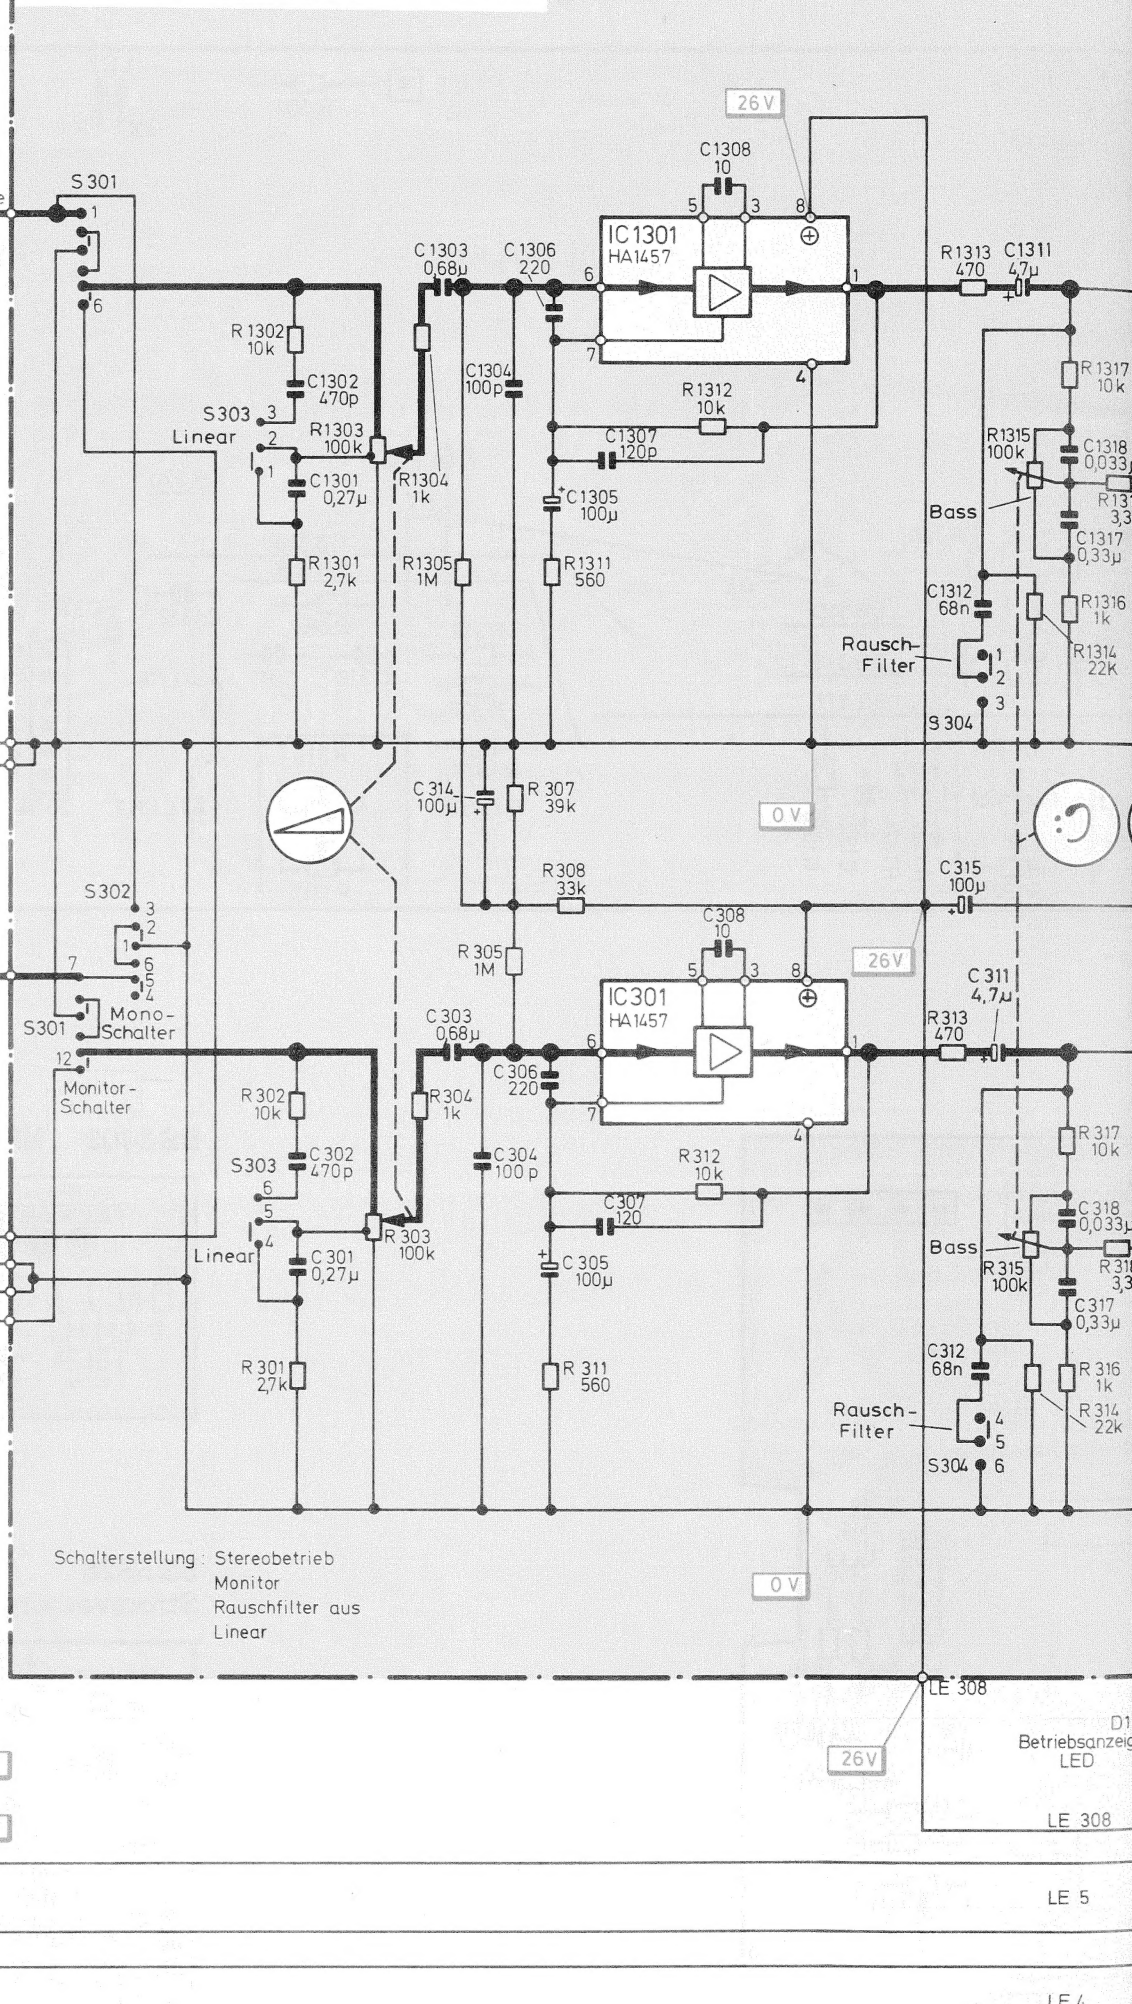 26V
C1308
10
S301
1
5
3
8
IC1301
HA1457
C1303
0,68µ
C1306
220
R1313
470
C1311
4,7µ
+
6
6
1
7
4
R1302
10k
C1302
470p
C1304
100p
R1312
10k
R1317
10k
S303
3
Linear
2
1
R1303
100k
C1307
120p
R1315
100k
C1318
0,033µ
R1304
1k
C1301
0,27µ
+
C1305
100µ
Bass
C1317
0,33µ
R1301
2,7k
R1305
1M
R1311
560
C1312
68n
R1316
1k
Rausch-
Filter
1
2
3
R1314
22K
S304
C314
100µ
+
R307
39k
0V
R308
33k
C315
100µ
+
S302
3
2
1
6
5
4
C308
10
R305
1M
26V
7
5
3
8
IC301
HA1457
C311
4,7µ
Mono-
Schalter
S301
C303
0,68µ
R313
470
+
12
6
1
C306
220
7
4
Monitor-
Schalter
R302
10k
R304
1k
C302
470p
C304
100p
R312
10k
R317
10k
S303
6
5
4
Linear
R303
100k
C307
120
C318
0,033µ
C301
0,27µ
+
C305
100µ
Bass
R315
100k
C317
0,33µ
R301
2,7k
R311
560
C312
68n
R316
1k
Rausch-
Filter
4
5
6
R314
22k
S304
Schalterstellung: Stereobetrieb
Monitor
Rauschfilter aus
Linear
0V
LE 308
26V
Betriebsanzeig
LED
LE 308
LE 5
LE 4